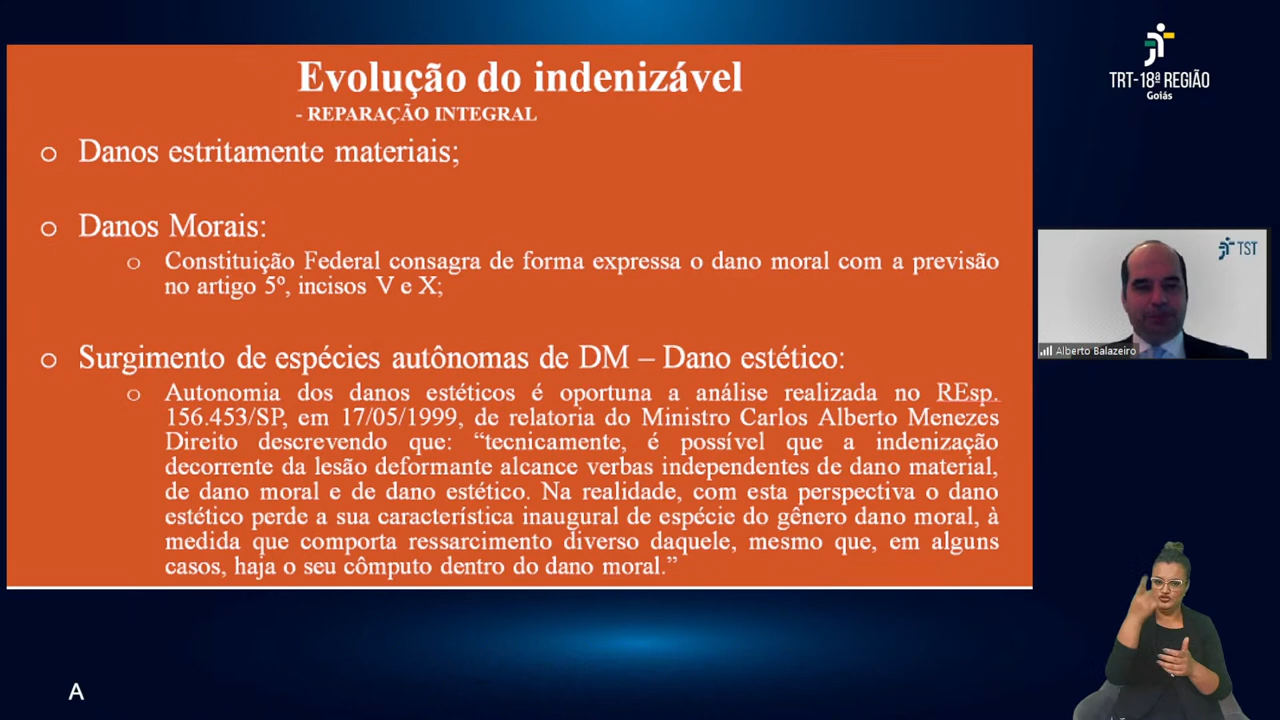 Evolução do indenizável
- REPARAÇÃO INTEGRAL
o Danos estritamente materiais;
o Danos Morais:
o Constituição Federal consagra de forma expressa o dano moral com a previsão
no artigo 5º, incisos V e X;
o Surgimento de espécies autônomas de DM – Dano estético:
o Autonomia dos danos estéticos é oportuna a análise realizada no REsp.
156.453/SP, em 17/05/1999, de relatoria do Ministro Carlos Alberto Menezes
Direito descrevendo que: “tecnicamente, é possível que a indenização
decorrente da lesão deformante alcance verbas independentes de dano material,
de dano moral e de dano estético. Na realidade, com esta perspectiva o dano
estético perde a sua característica inaugural de espécie do gênero dano moral, à
medida que comporta ressarcimento diverso daquele, mesmo que, em alguns
casos, haja o seu cômputo dentro do dano moral.”
TRT-18ª REGIÃO
Goiás
TST
Alberto Balazeiro
A